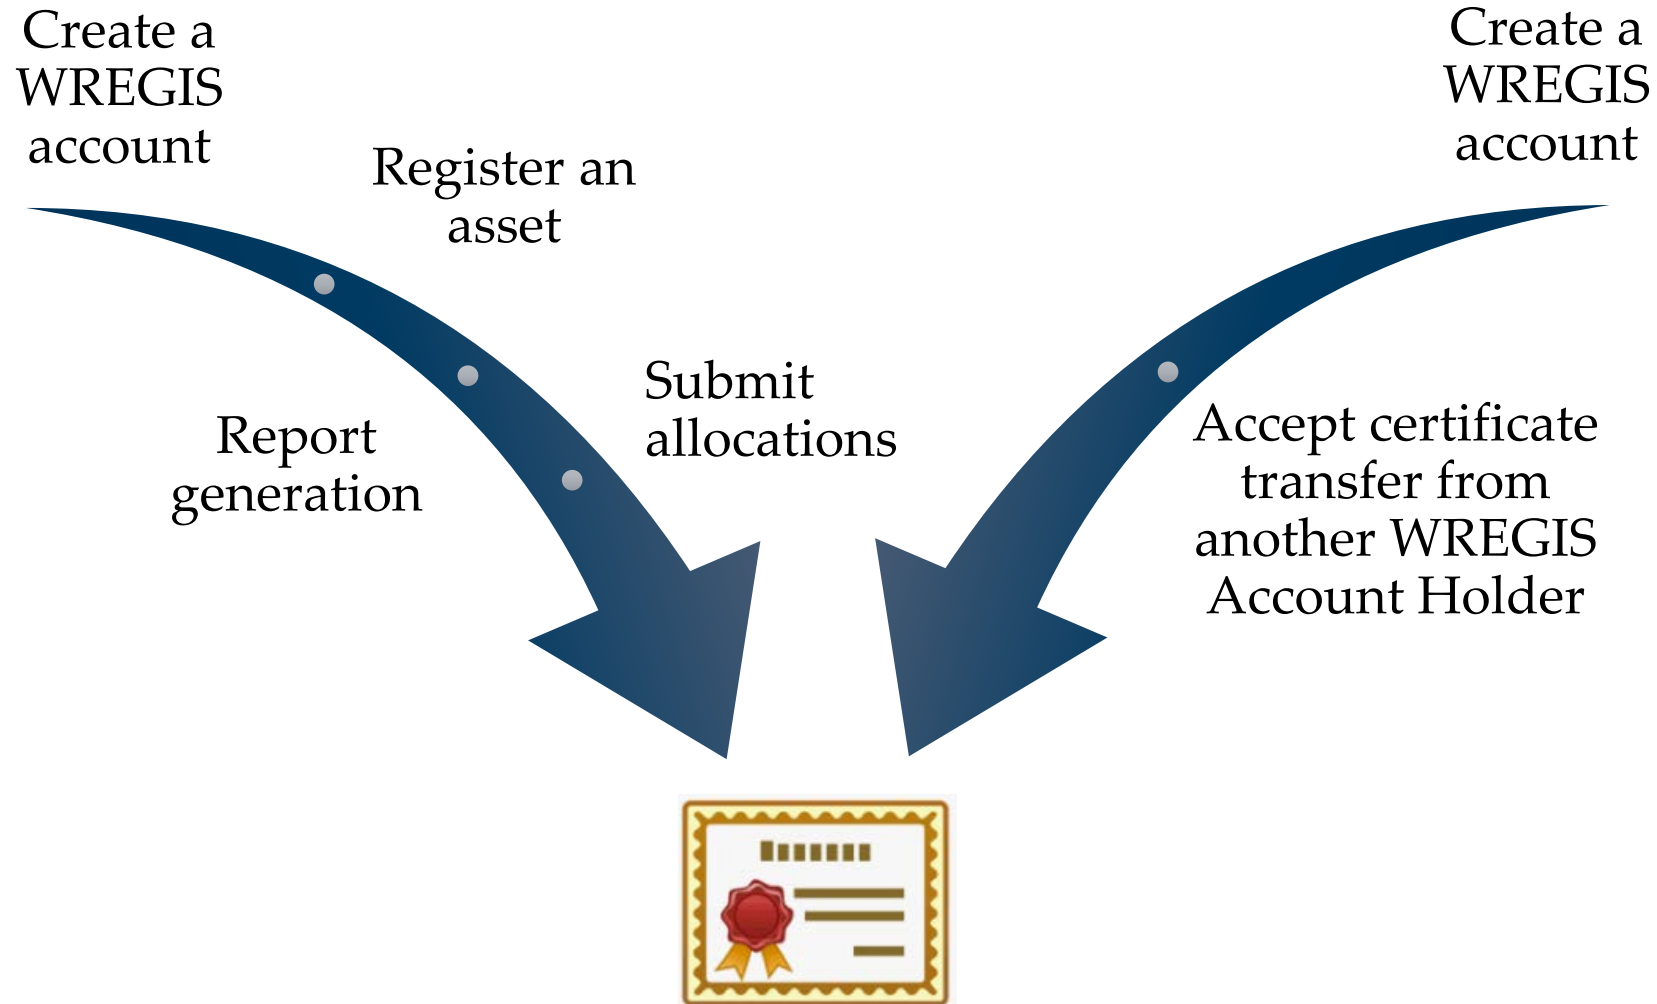 Create a
WREGIS
account
Register an
asset
Report
generation
Submit
allocations
Create a
WREGIS
account
Accept certificate
transfer from
another WREGIS
Account Holder